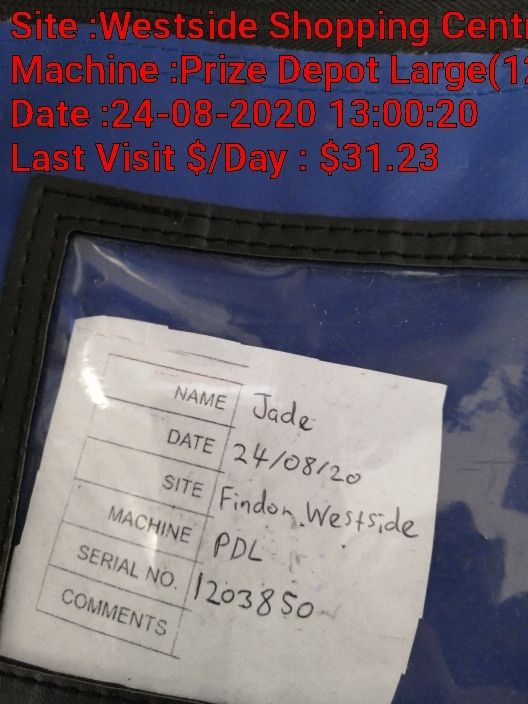 Site :Westside Shopping Centr
Machine :Prize Depot Large(12
Date :24-08-2020 13:00:20
Last Visit $/Day : $31.23
NAME Jade
DATE 24/08/20
SITE Findon, Westside
MACHINE PDL
SERIAL NO. 1203850
COMMENTS